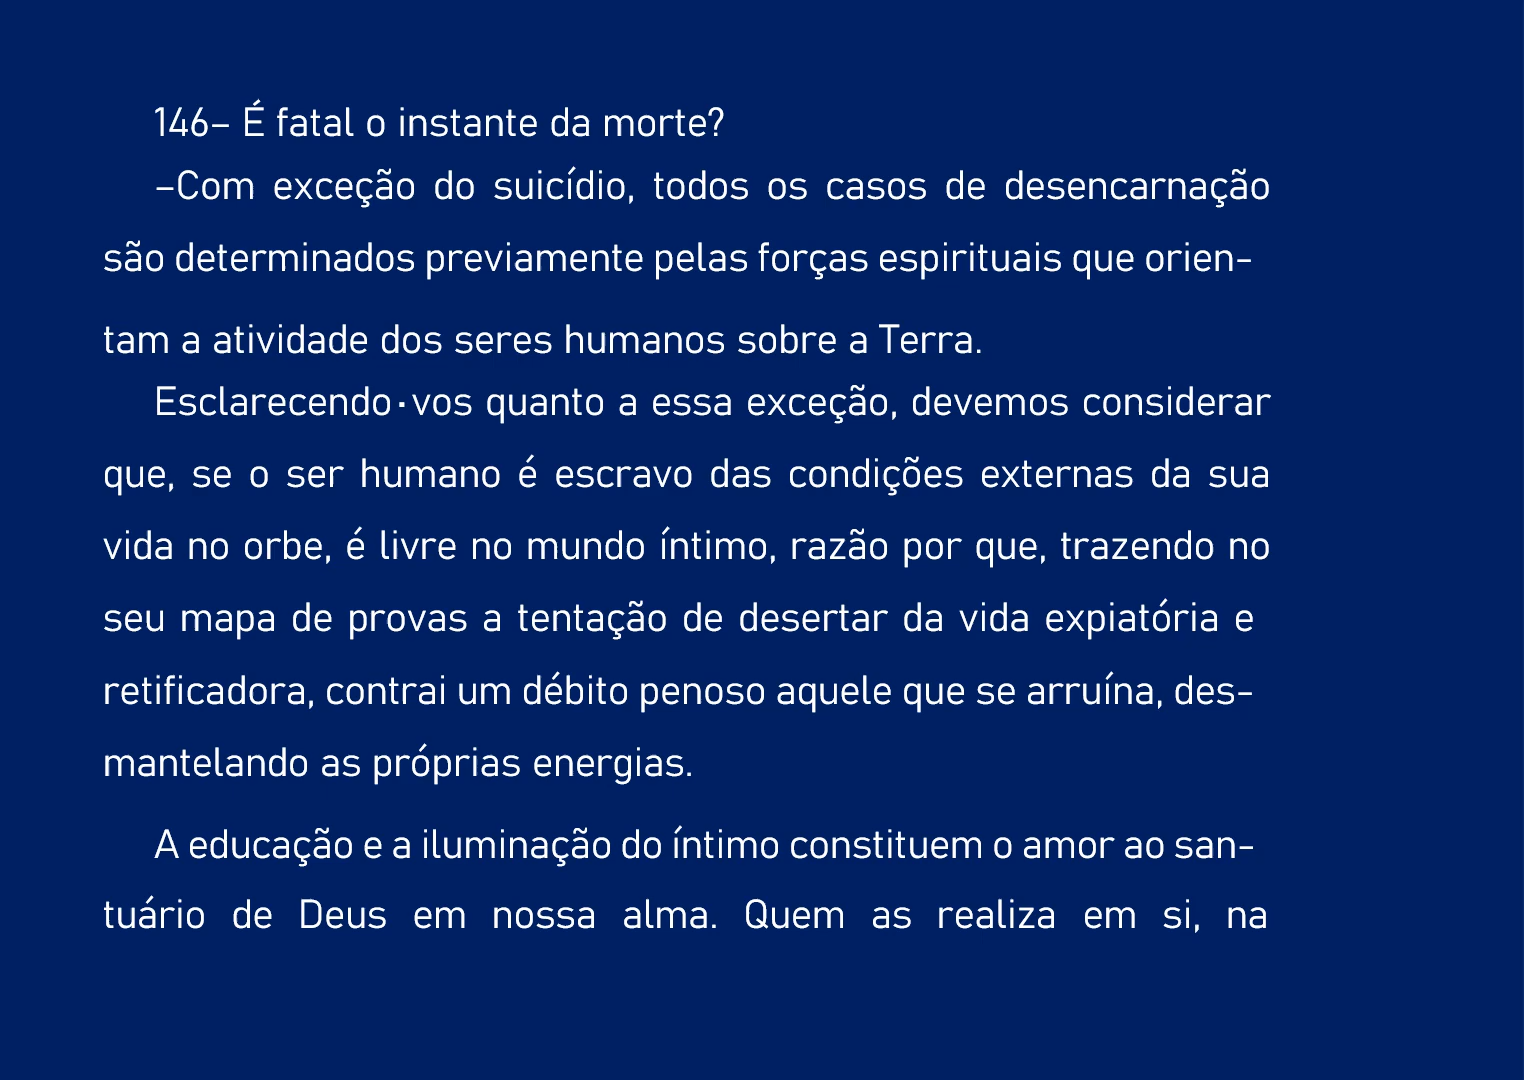 146– É fatal o instante da morte?
–Com exceção do suicídio, todos os casos de desencarnação
são determinados previamente pelas forças espirituais que orien-
tam a atividade dos seres humanos sobre a Terra.
Esclarecendo·vos quanto a essa exceção, devemos considerar
que, se o ser humano é escravo das condições externas da sua
vida no orbe, é livre no mundo íntimo, razão por que, trazendo no
seu mapa de provas a tentação de desertar da vida expiatória e
retificadora, contrai um débito penoso aquele que se arruína, des-
mantelando as próprias energias.
A educação e a iluminação do íntimo constituem o amor ao san-
tuário de Deus em nossa alma. Quem as realiza em si, na